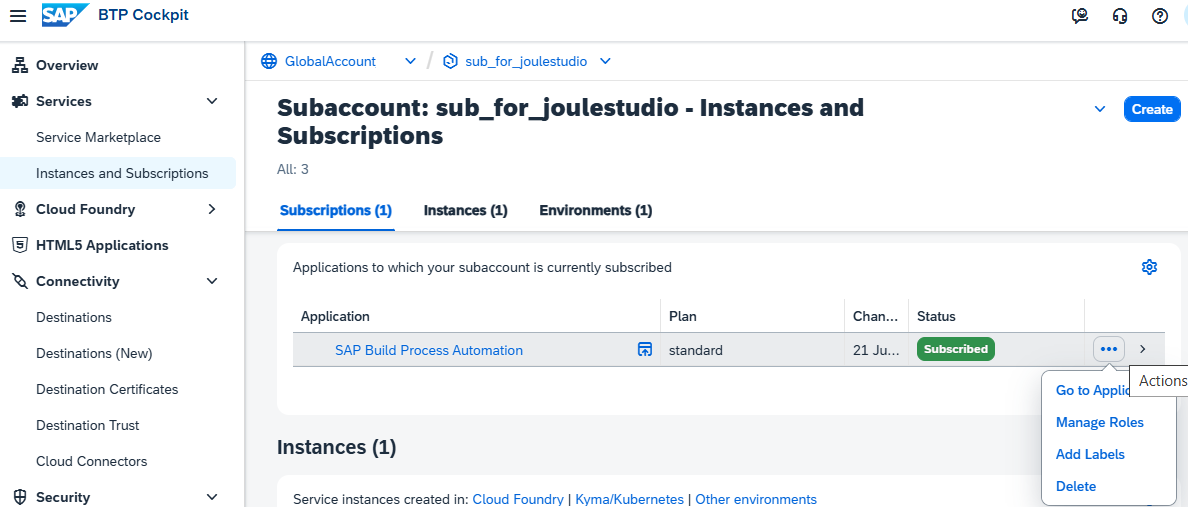 SAP BTP Cockpit
Overview
Services
Service Marketplace
Instances and Subscriptions
Cloud Foundry
HTML5 Applications
Connectivity
Destinations
Destinations (New)
Destination Certificates
Destination Trust
Cloud Connectors
Security
GlobalAccount / sub_for_joulestudio
Subaccount: sub_for_joulestudio - Instances and
Subscriptions
Create
All: 3
Subscriptions (1) Instances (1) Environments (1)
Applications to which your subaccount is currently subscribed
Application Plan Chan... Status
SAP Build Process Automation standard 21 Ju... Subscribed
Actions
Go to Applic
Manage Roles
Add Labels
Delete
Instances (1)
Service instances created in: Cloud Foundry | Kyma/Kubernetes | Other environments